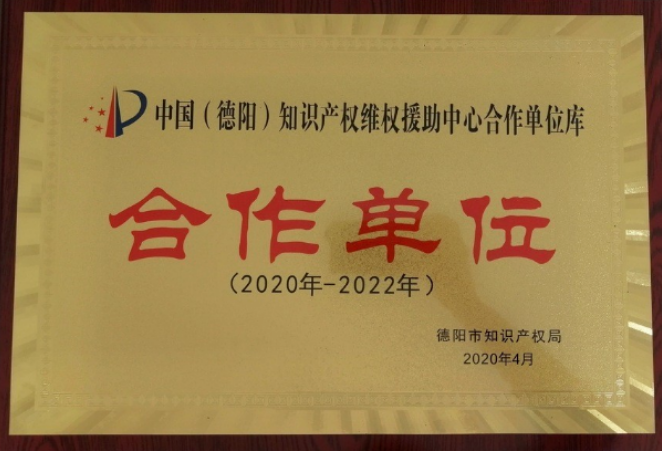 中国（德阳）知识产权维权援助中心合作单位库
合作单位
（2020年-2022年）
德阳市知识产权局
2020年4月